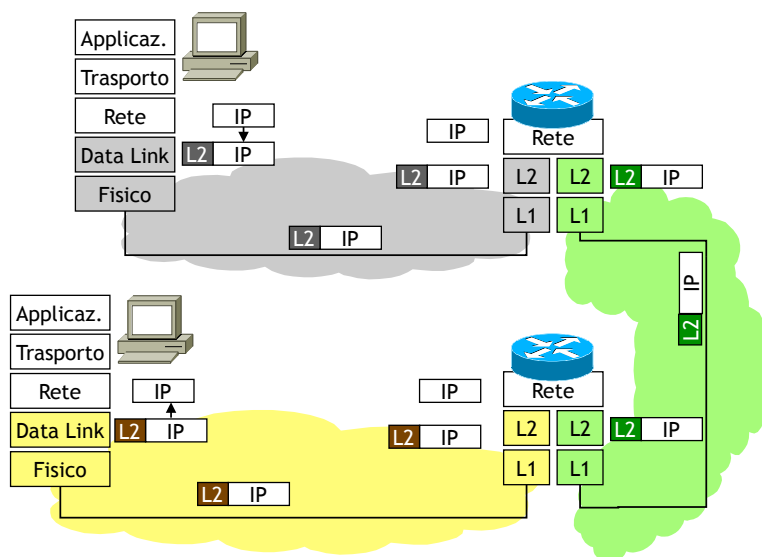 Applicaz.
Trasporto
Rete
Data Link
Fisico
IP
L2 IP
L2 IP
IP
L2 IP
Rete
L2 L2
L1 L1
L2 IP
L2 IP
Applicaz.
Trasporto
Rete
Data Link
Fisico
IP
L2 IP
L2 IP
IP
L2 IP
Rete
L2 L2
L1 L1
L2 IP